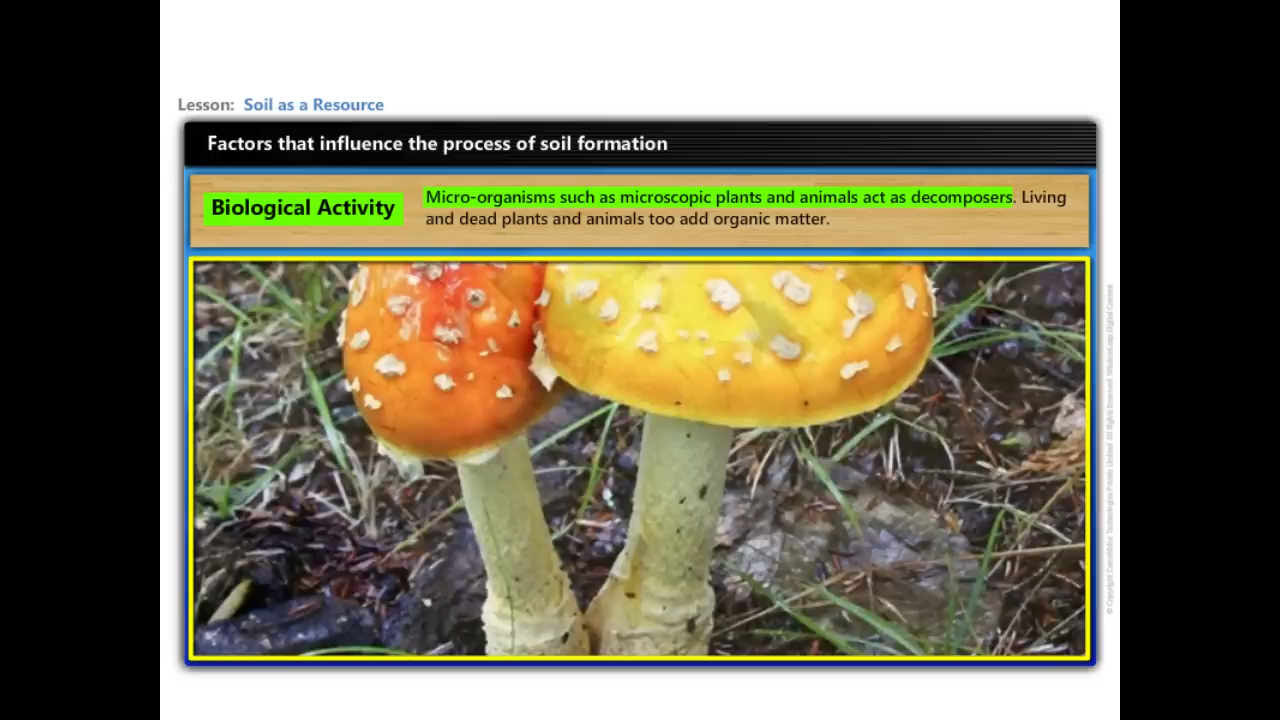 Lesson: Soil as a Resource
Factors that influence the process of soil formation
Biological Activity
Micro-organisms such as microscopic plants and animals act as decomposers. Living
and dead plants and animals too add organic matter.